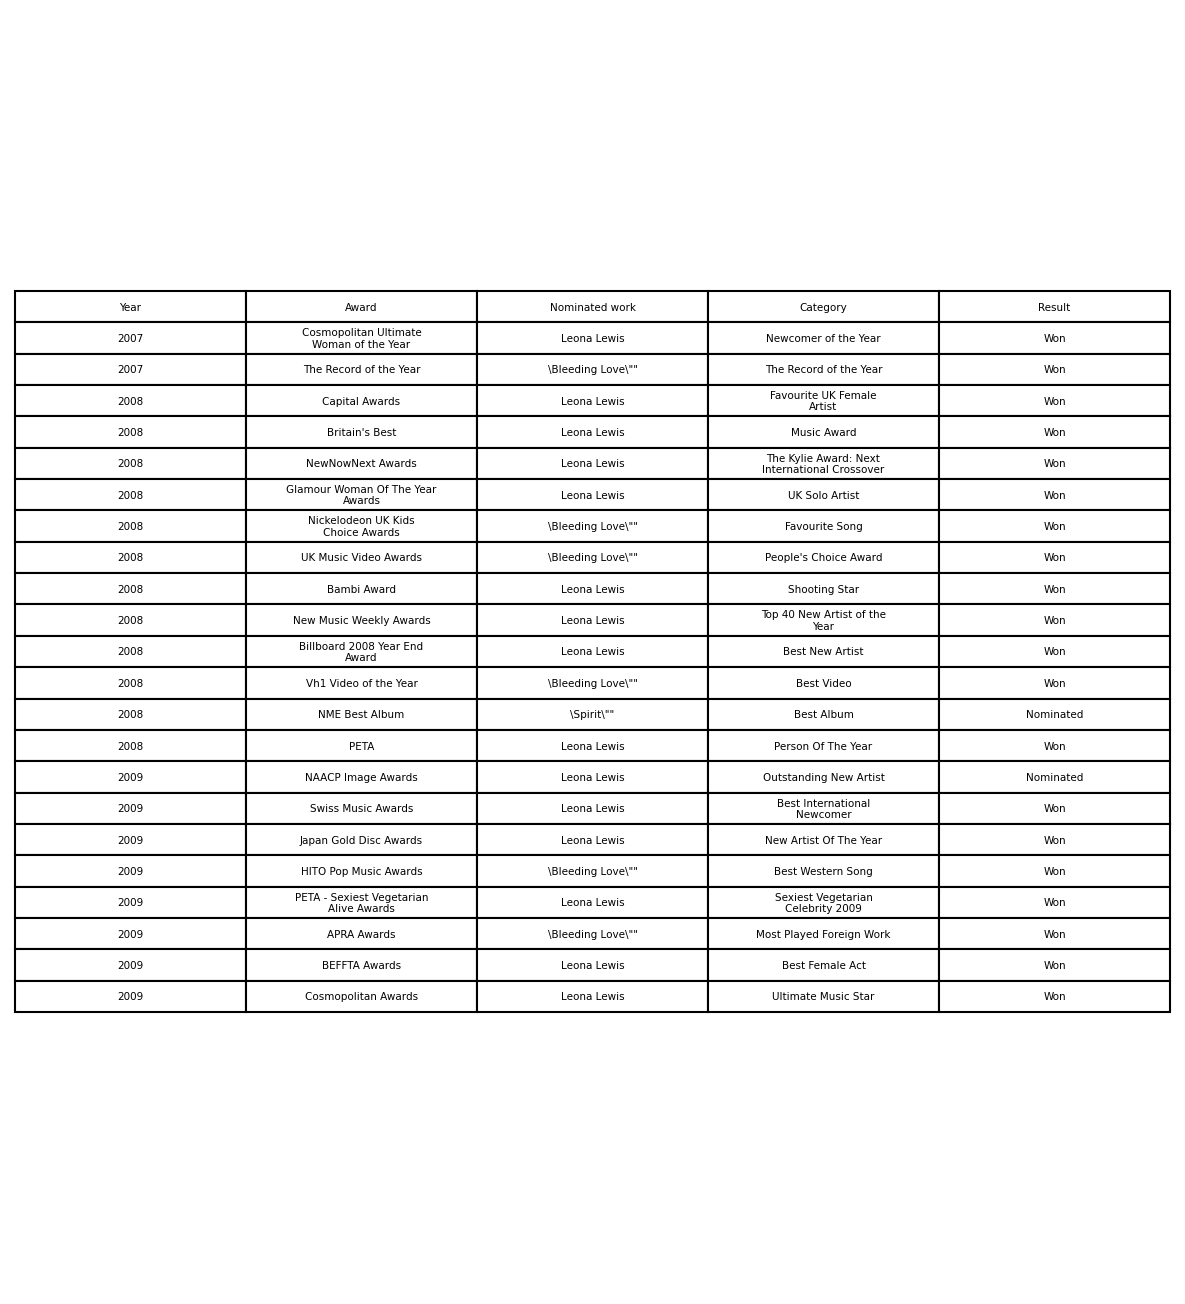 Year Award Nominated work Category Result
2007 Cosmopolitan Ultimate Woman of the Year Leona Lewis Newcomer of the Year Won
2007 The Record of the Year \Bleeding Love\"" The Record of the Year Won
2008 Capital Awards Leona Lewis Favourite UK Female Artist Won
2008 Britain's Best Leona Lewis Music Award Won
2008 NewNowNext Awards Leona Lewis The Kylie Award: Next International Crossover Won
2008 Glamour Woman Of The Year Awards Leona Lewis UK Solo Artist Won
2008 Nickelodeon UK Kids Choice Awards \Bleeding Love\"" Favourite Song Won
2008 UK Music Video Awards \Bleeding Love\"" People's Choice Award Won
2008 Bambi Award Leona Lewis Shooting Star Won
2008 New Music Weekly Awards Leona Lewis Top 40 New Artist of the Year Won
2008 Billboard 2008 Year End Award Leona Lewis Best New Artist Won
2008 Vh1 Video of the Year \Bleeding Love\"" Best Video Won
2008 NME Best Album \Spirit\"" Best Album Nominated
2008 PETA Leona Lewis Person Of The Year Won
2009 NAACP Image Awards Leona Lewis Outstanding New Artist Nominated
2009 Swiss Music Awards Leona Lewis Best International Newcomer Won
2009 Japan Gold Disc Awards Leona Lewis New Artist Of The Year Won
2009 HITO Pop Music Awards \Bleeding Love\"" Best Western Song Won
2009 PETA - Sexiest Vegetarian Alive Awards Leona Lewis Sexiest Vegetarian Celebrity 2009 Won
2009 APRA Awards \Bleeding Love\"" Most Played Foreign Work Won
2009 BEFFTA Awards Leona Lewis Best Female Act Won
2009 Cosmopolitan Awards Leona Lewis Ultimate Music Star Won